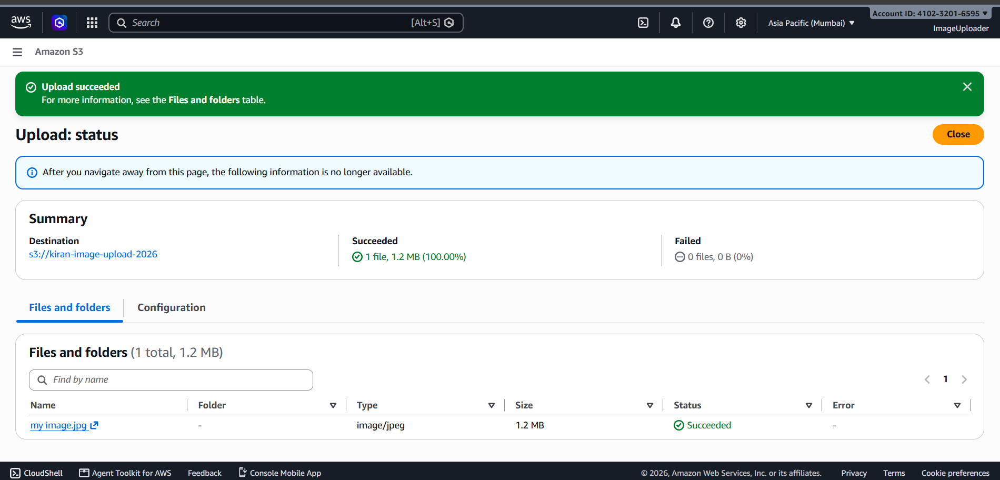 aws
Search [Alt+S]
Asia Pacific (Mumbai)
Account ID: 4102-3201-6595
ImageUploader
Amazon S3
Upload succeeded
For more information, see the Files and folders table.
Upload: status
Close
After you navigate away from this page, the following information is no longer available.
Summary
Destination
s3://kiran-image-upload-2026
Succeeded
1 file, 1.2 MB (100.00%)
Failed
0 files, 0 B (0%)
Files and folders
Configuration
Files and folders (1 total, 1.2 MB)
Find by name
1
Name Folder Type Size Status Error
my image.jpg - image/jpeg 1.2 MB Succeeded -
CloudShell Agent Toolkit for AWS Feedback Console Mobile App © 2026, Amazon Web Services, Inc. or its affiliates. Privacy Terms Cookie preferences